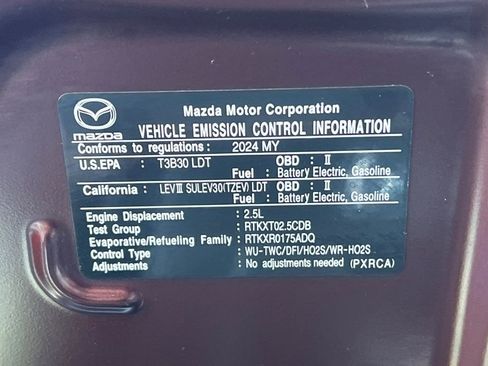 Mazda Motor Corporation
mazda VEHICLE EMISSION CONTROL INFORMATION
Conforms to regulations: 2024 MY
U.S.EPA : T3B30 LDT OBD : II
Fuel : Battery Electric, Gasoline
California : LEVIII SULEV30(TZEV) LDT OBD : II
Fuel : Battery Electric, Gasoline
Engine Displacement : 2.5L
Test Group : RTKXT02.5CDB
Evaporative/Refueling Family : RTKXR0175ADQ
Control Type : WU-TWC/DFI/HO2S/WR-HO2S
Adjustments : No adjustments needed (PXRCA)